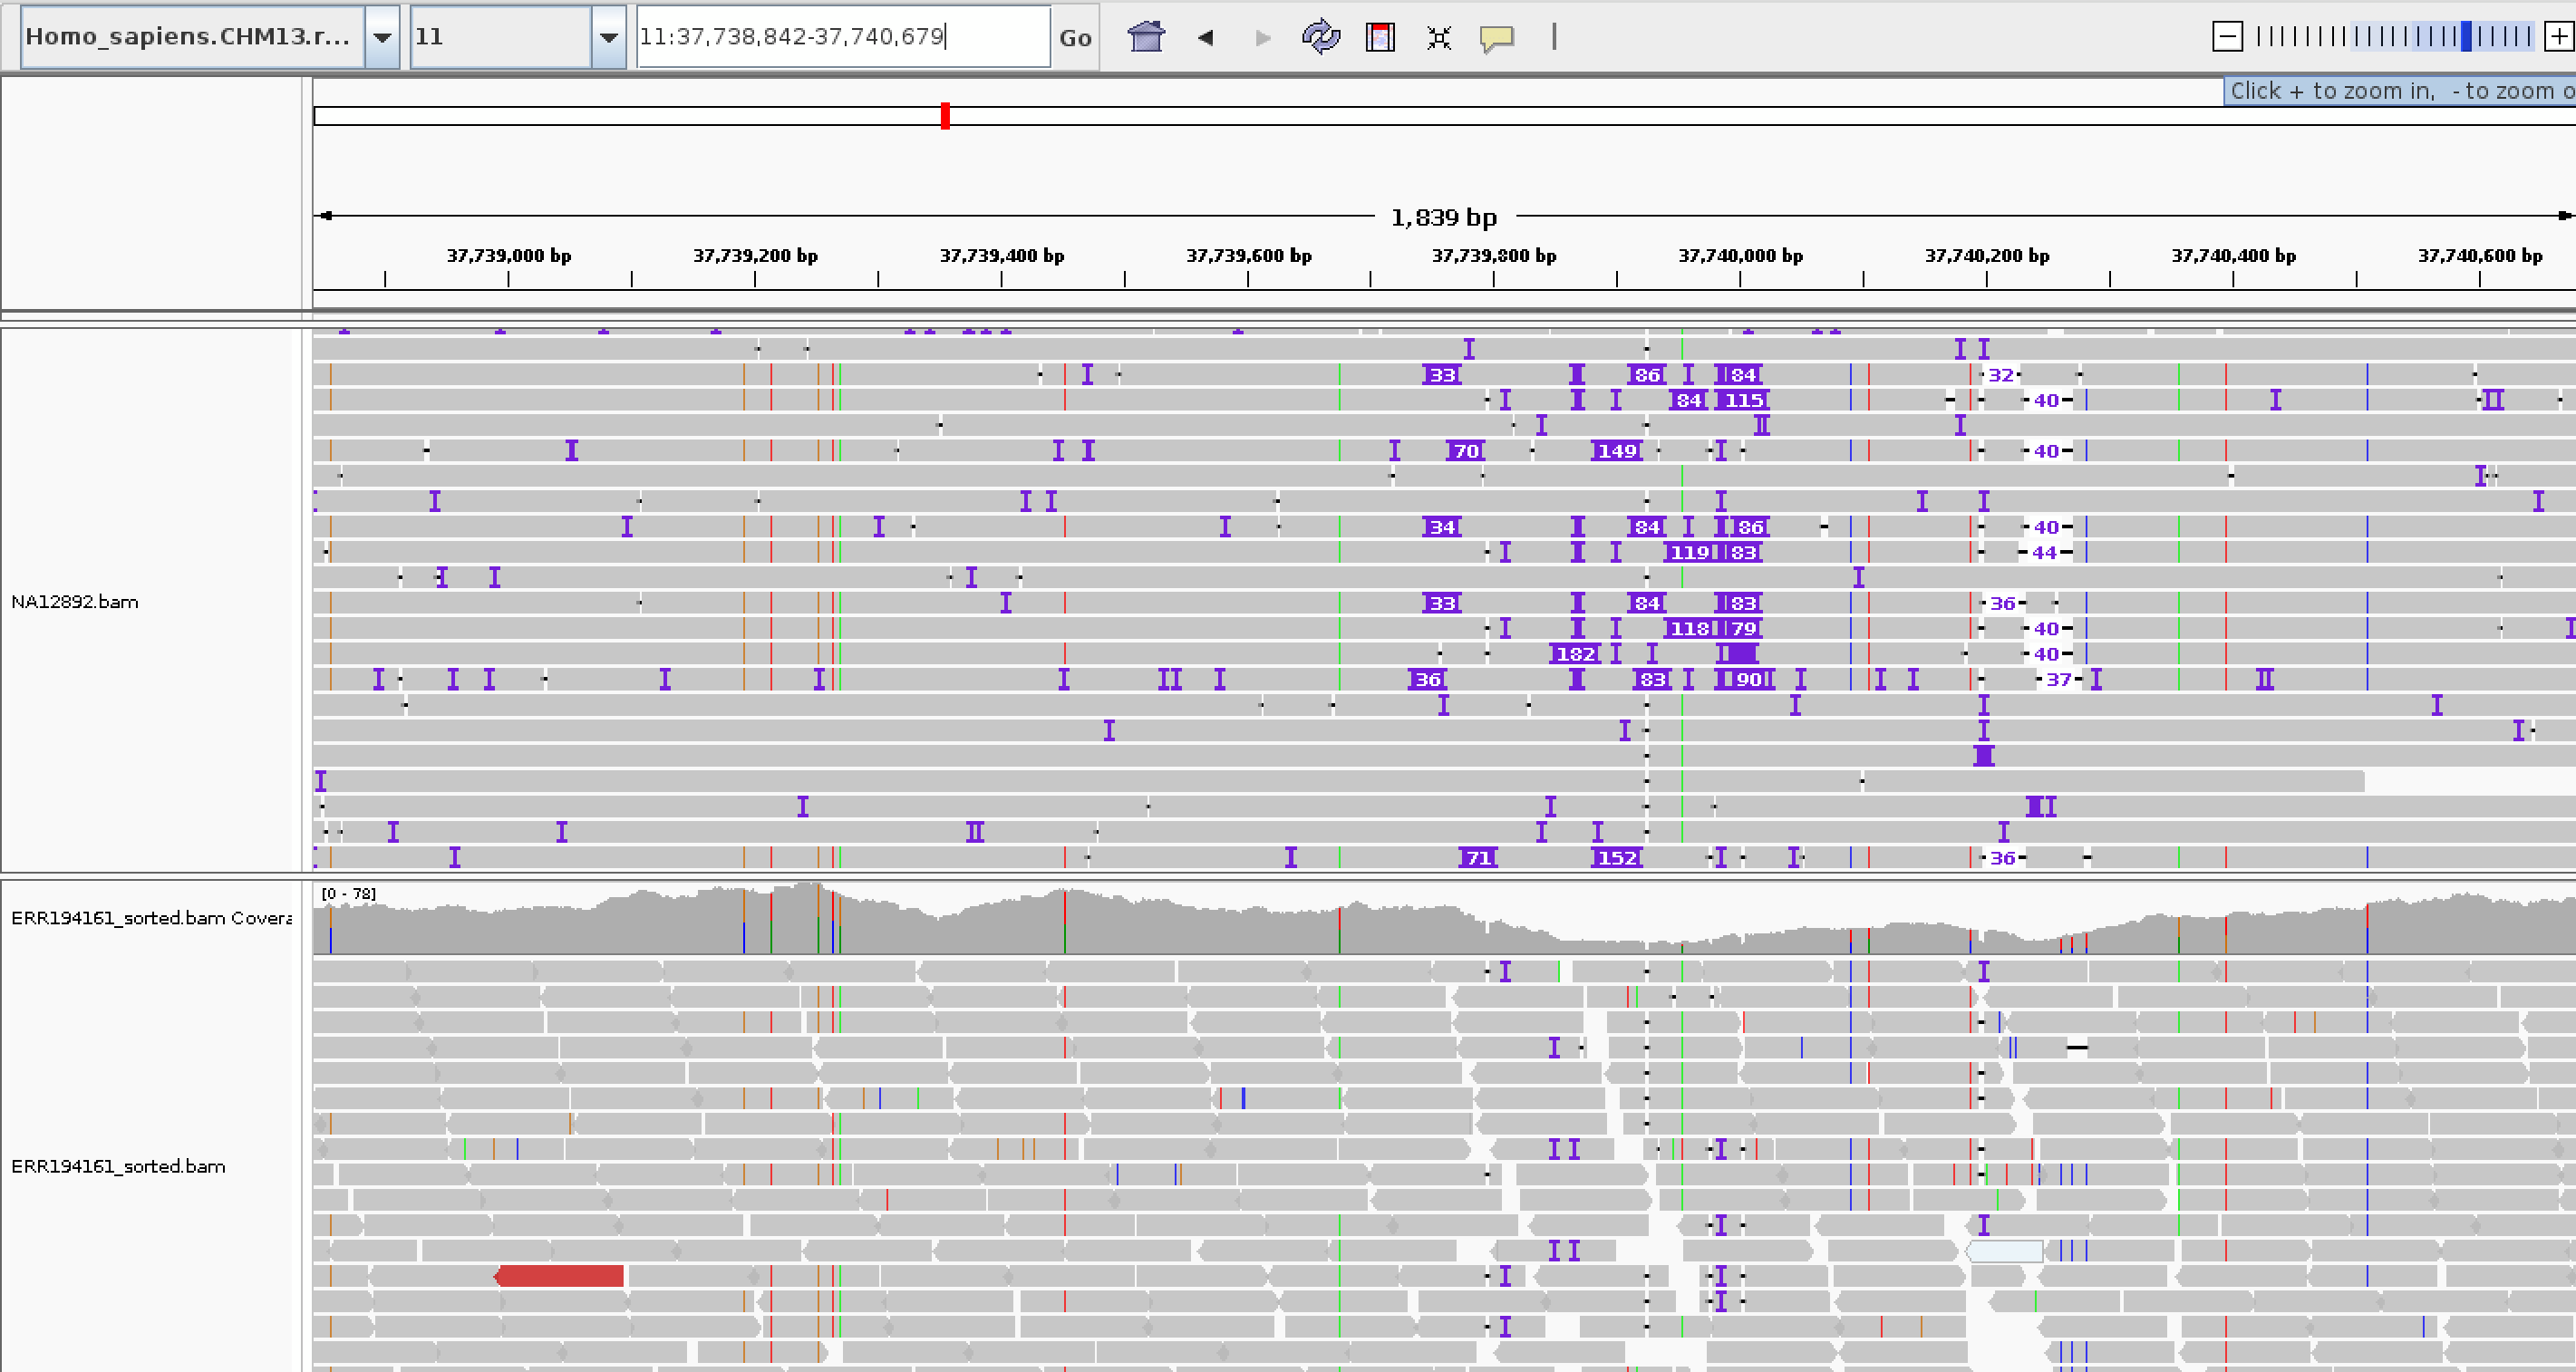 Homo_sapiens.CHM13.r... 11 11:37,738,842-37,740,679 Go
Click + to zoom in, - to zoom o
1,839 bp
37,739,000 bp 37,739,200 bp 37,739,400 bp 37,739,600 bp 37,739,800 bp 37,740,000 bp 37,740,200 bp 37,740,400 bp 37,740,600 bp
33 86 84 32
84 115 40
70 149 40
34 84 86 40
119 83 44
NA12892.bam
33 84 83 36
118 79 40
182 40
36 83 90 37
71 152 36
[0 - 78]
ERR194161_sorted.bam Covera
ERR194161_sorted.bam